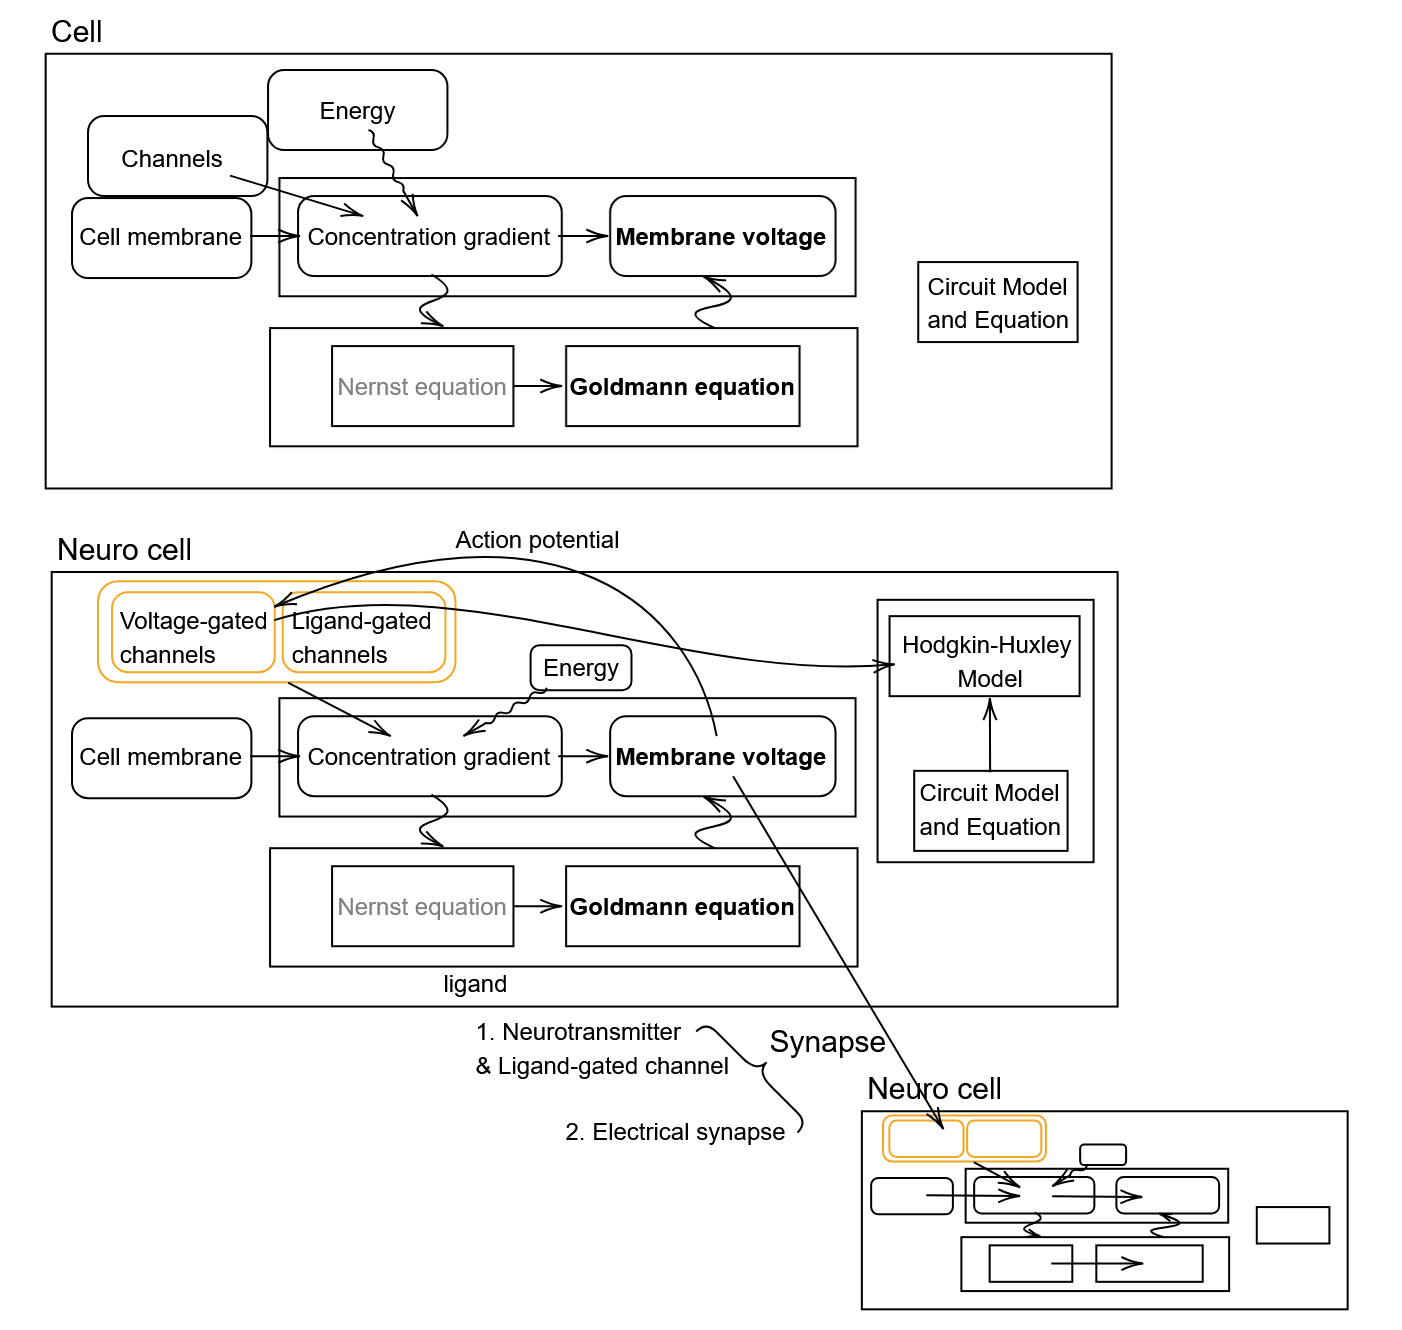 Cell
Energy
Channels
Cell membrane
Concentration gradient
Membrane voltage
Circuit Model
and Equation
Nernst equation
Goldmann equation
Neuro cell
Action potential
Voltage-gated
channels
Ligand-gated
channels
Energy
Hodgkin-Huxley
Model
Cell membrane
Concentration gradient
Membrane voltage
Circuit Model
and Equation
Nernst equation
Goldmann equation
ligand
1. Neurotransmitter
& Ligand-gated channel
Synapse
2. Electrical synapse
Neuro cell